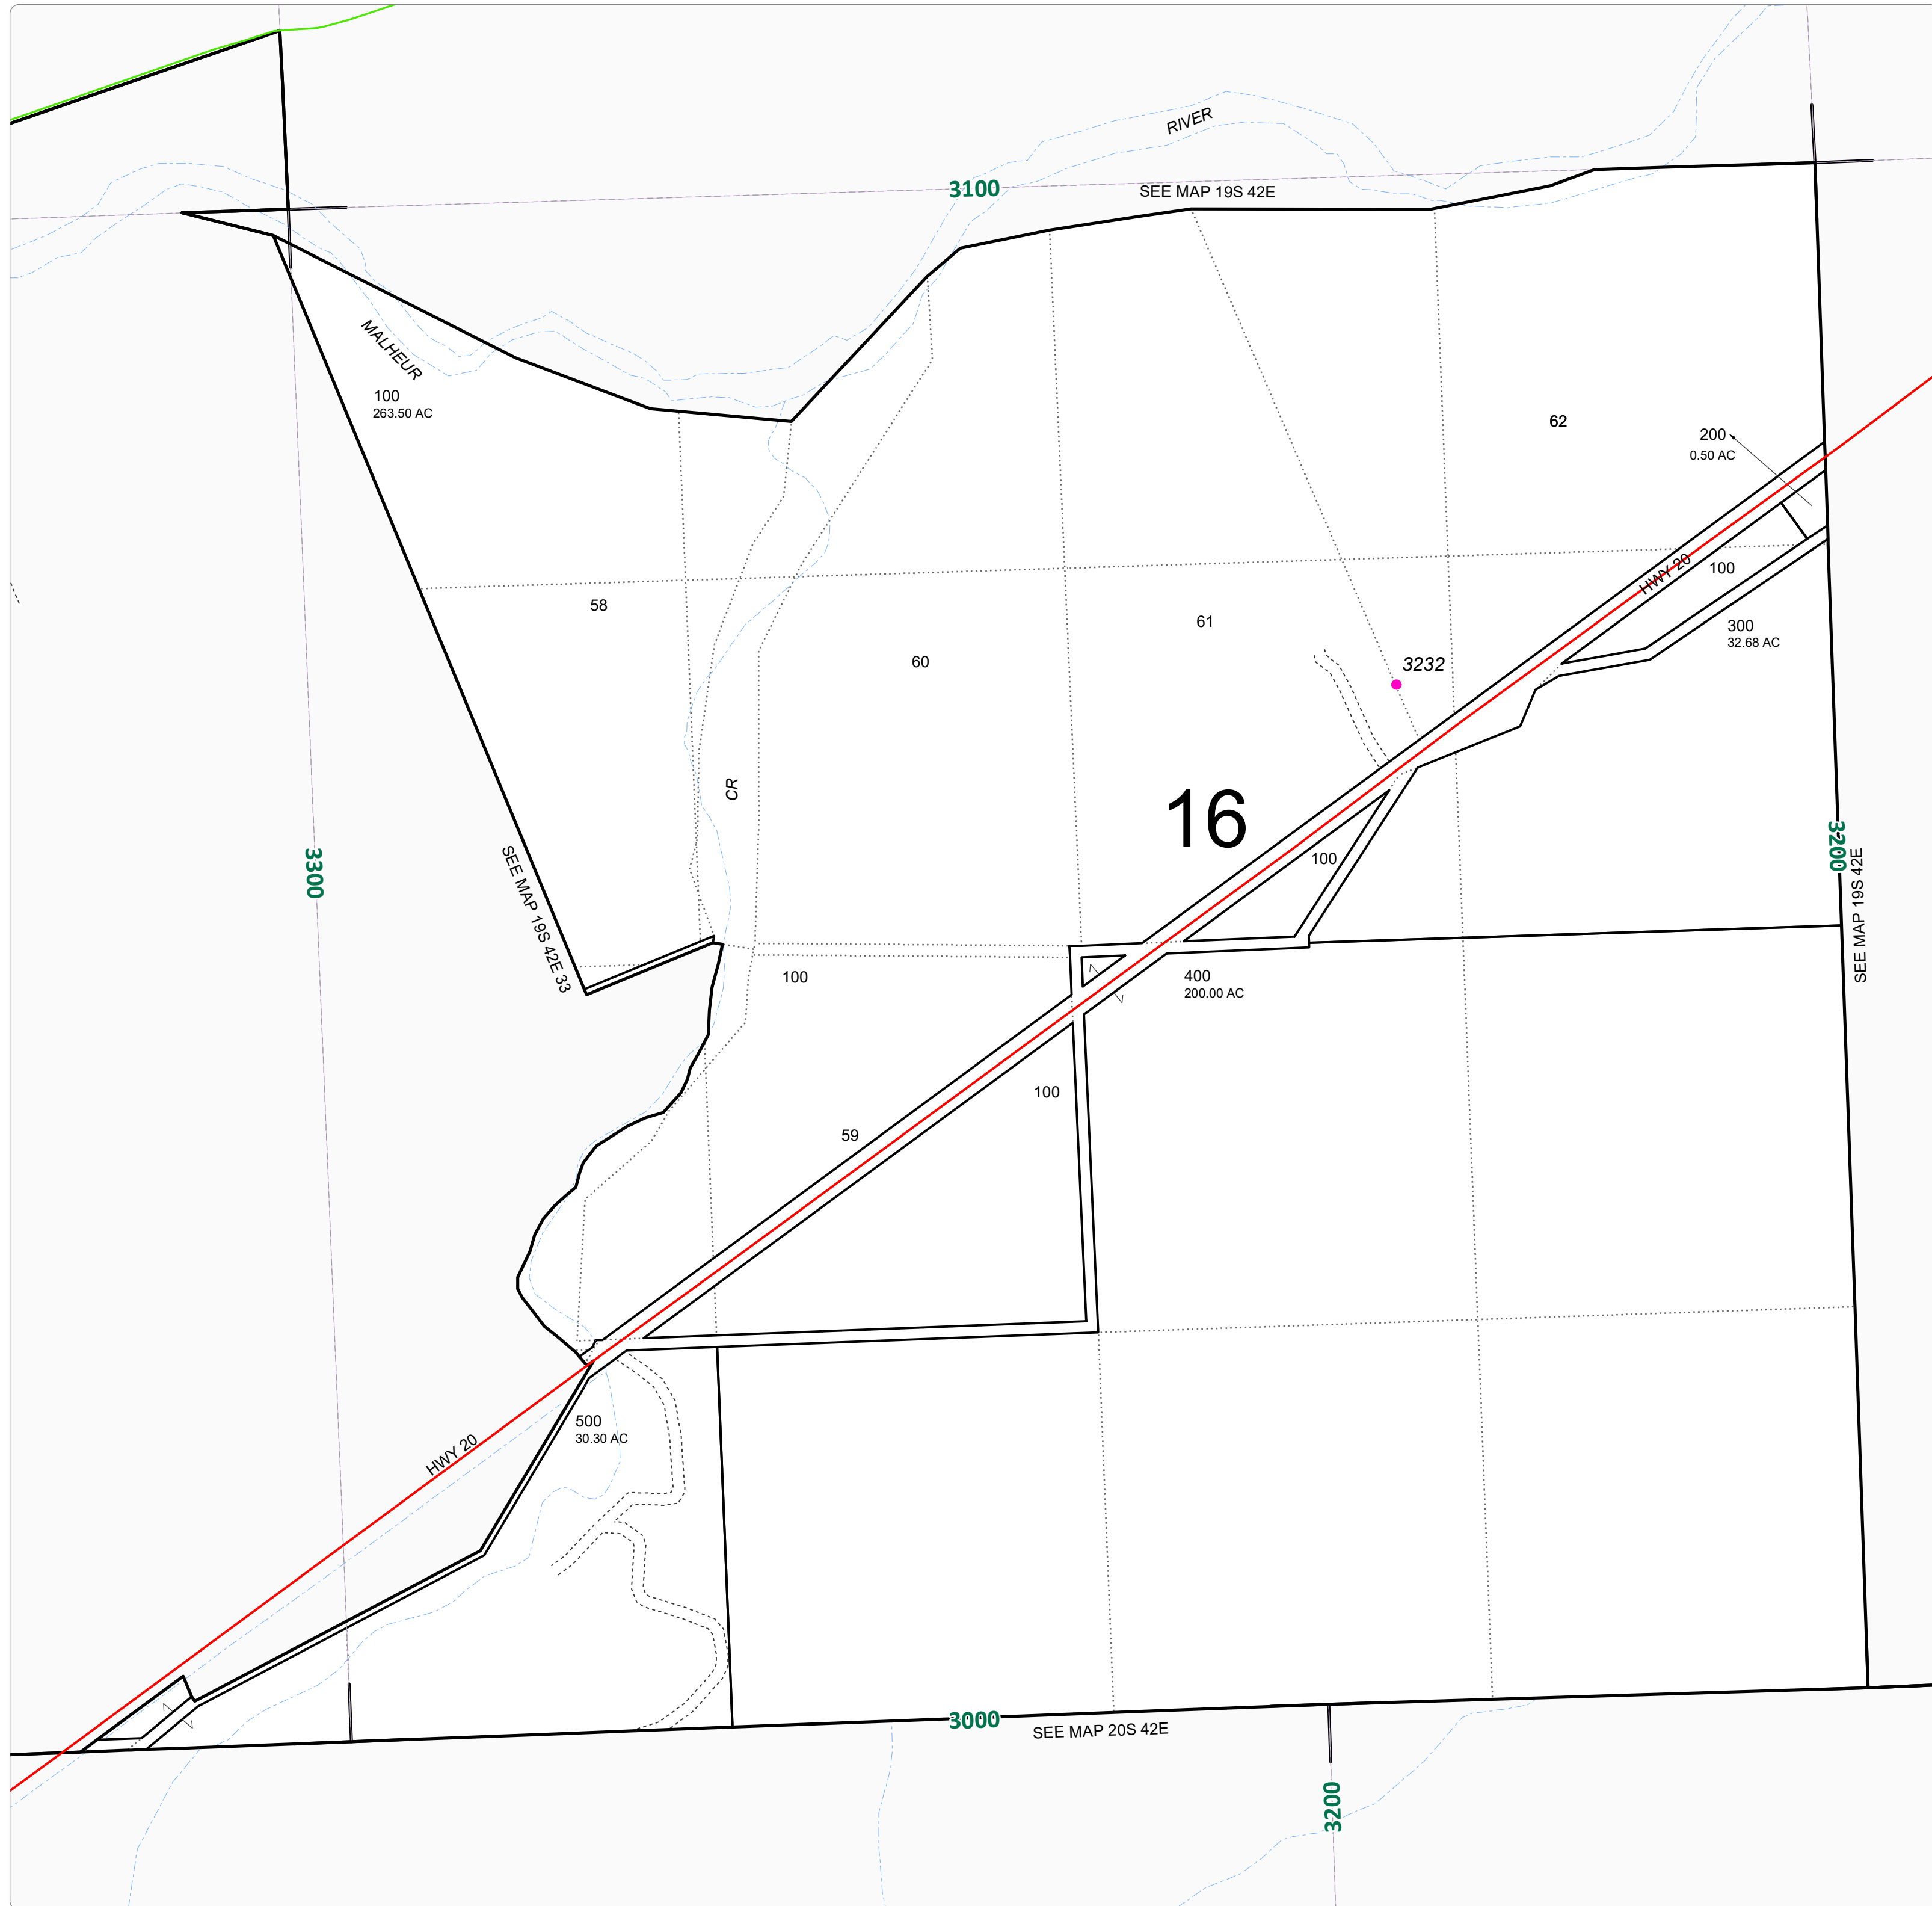 RIVER
3100
SEE MAP 19S 42E
MALHEUR
100
263.50 AC
62
200
0.50 AC
HWY 20
100
58
61
300
32.68 AC
60
3232
CR
16
3300
3200
SEE MAP 19S 42E
SEE MAP 19S 42E 33
100
100
400
200.00 AC
100
59
500
30.30 AC
HWY 20
3000
SEE MAP 20S 42E
3200